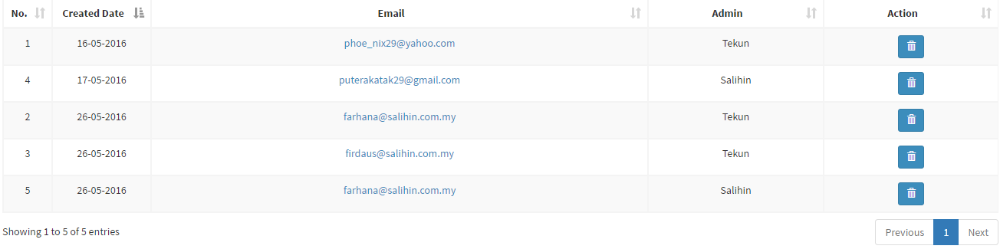 No. Created Date Email Admin Action
1 16-05-2016 phoe_nix29@yahoo.com Tekun
4 17-05-2016 puterakatak29@gmail.com Salihin
2 26-05-2016 farhana@salihin.com.my Tekun
3 26-05-2016 firdaus@salihin.com.my Tekun
5 26-05-2016 farhana@salihin.com.my Salihin
Showing 1 to 5 of 5 entries Previous 1 Next